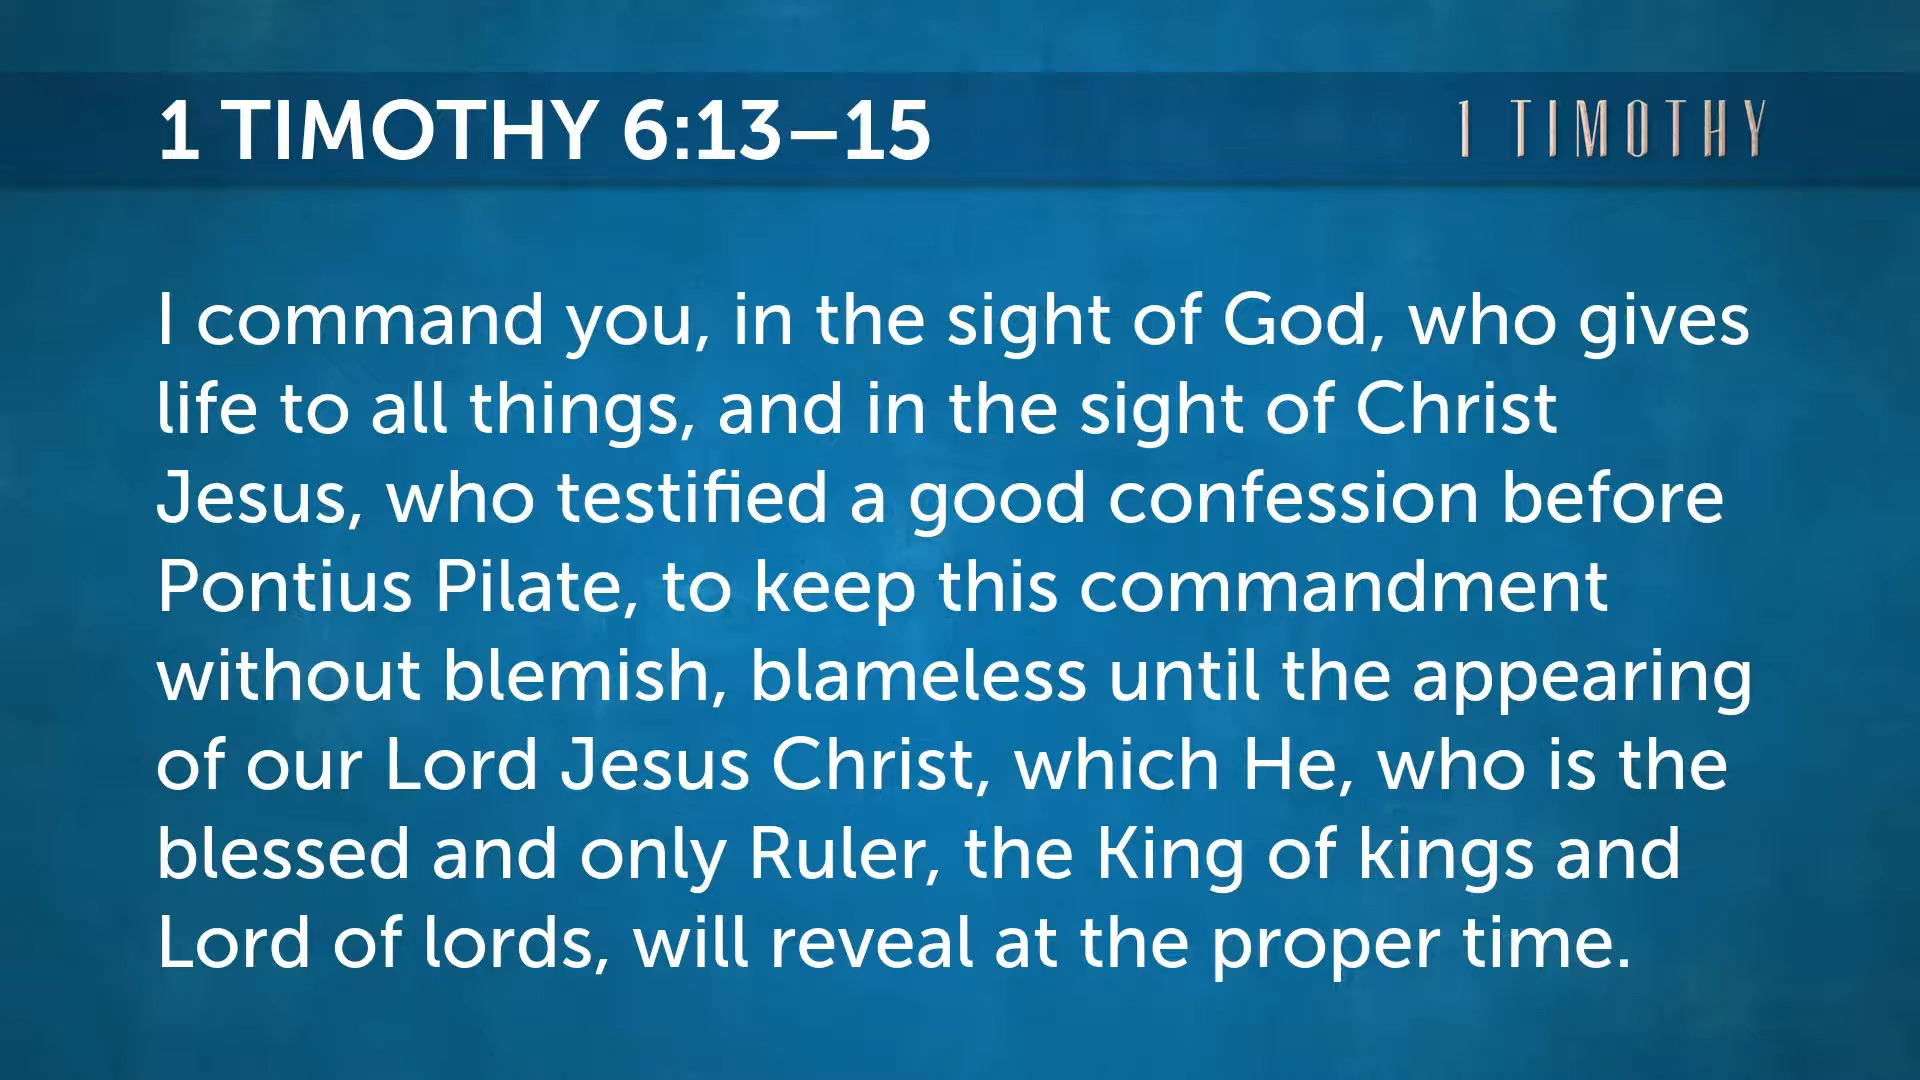 1 TIMOTHY 6:13–15
1 TIMOTHY
I command you, in the sight of God, who gives
life to all things, and in the sight of Christ
Jesus, who testified a good confession before
Pontius Pilate, to keep this commandment
without blemish, blameless until the appearing
of our Lord Jesus Christ, which He, who is the
blessed and only Ruler, the King of kings and
Lord of lords, will reveal at the proper time.